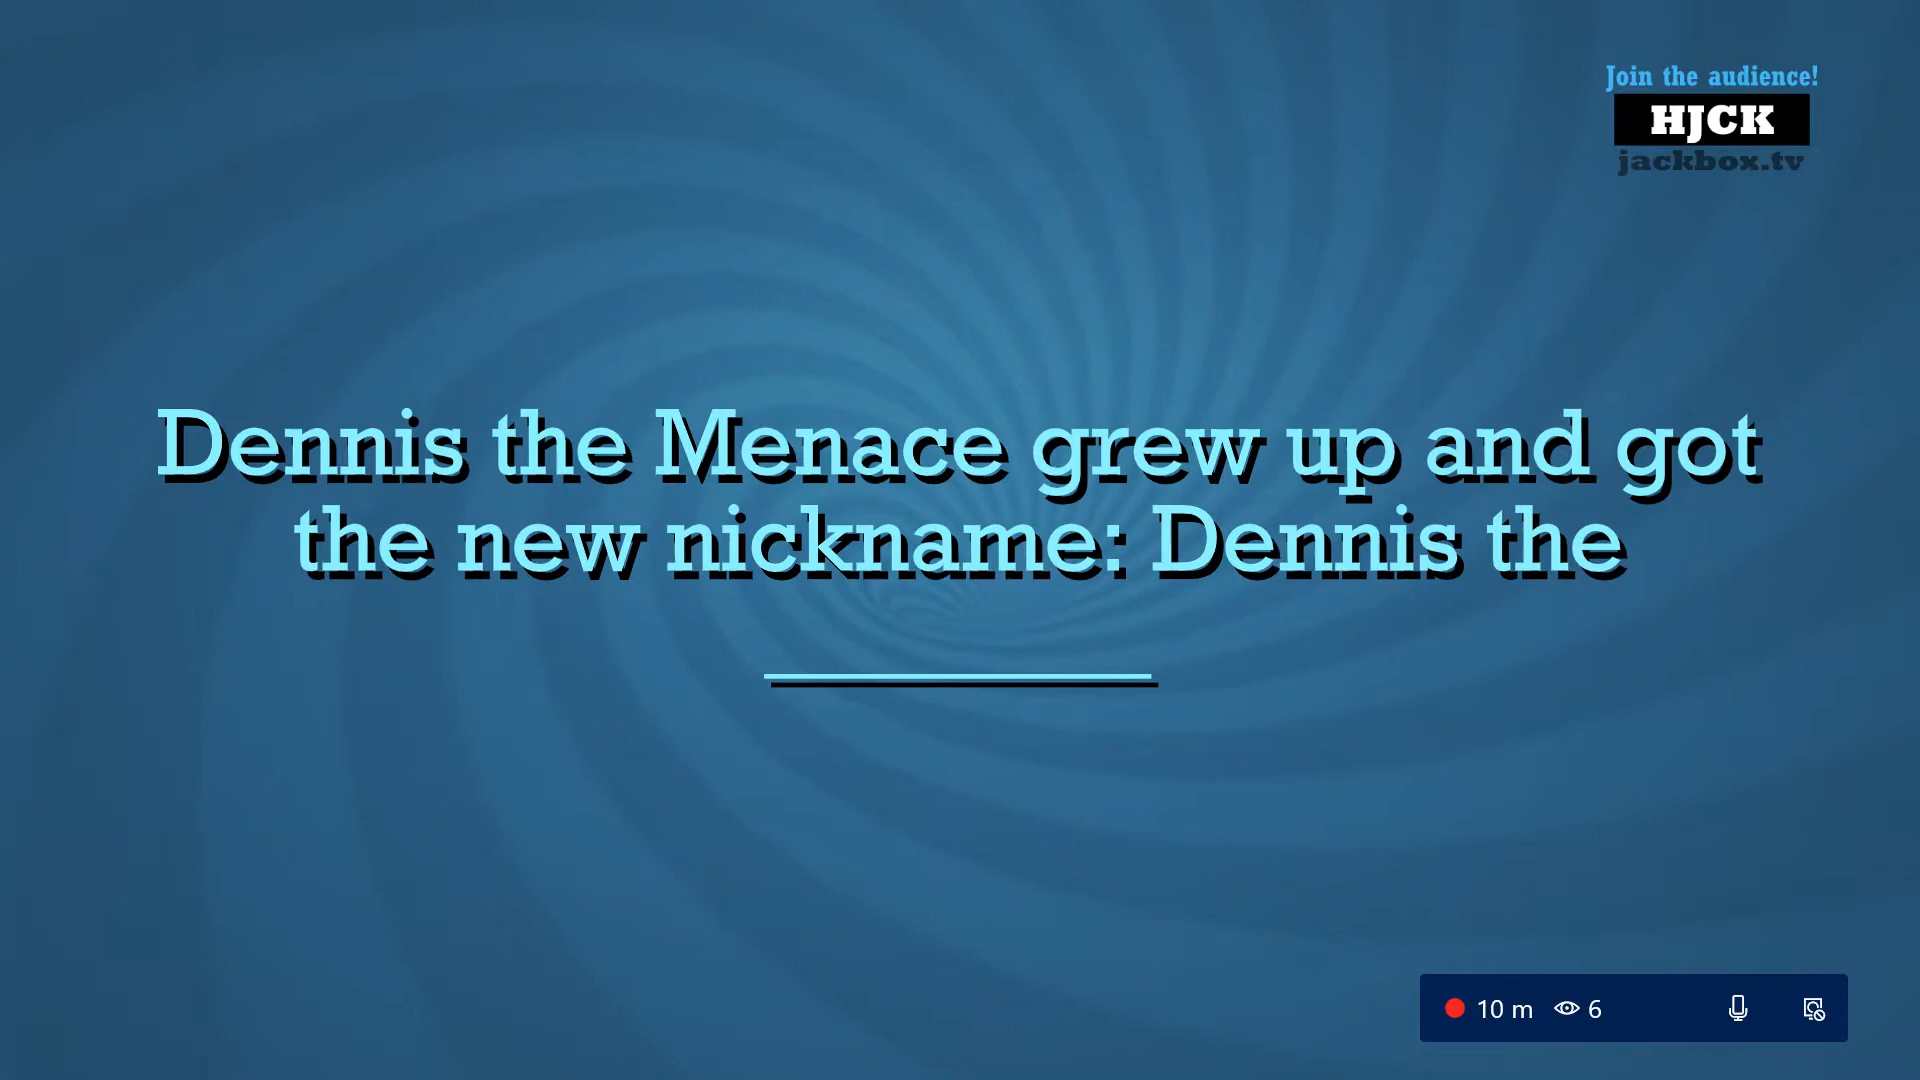 Join the audience!
HJCK
jackbox.tv
Dennis the Menace grew up and got
the new nickname: Dennis the
10 m 6